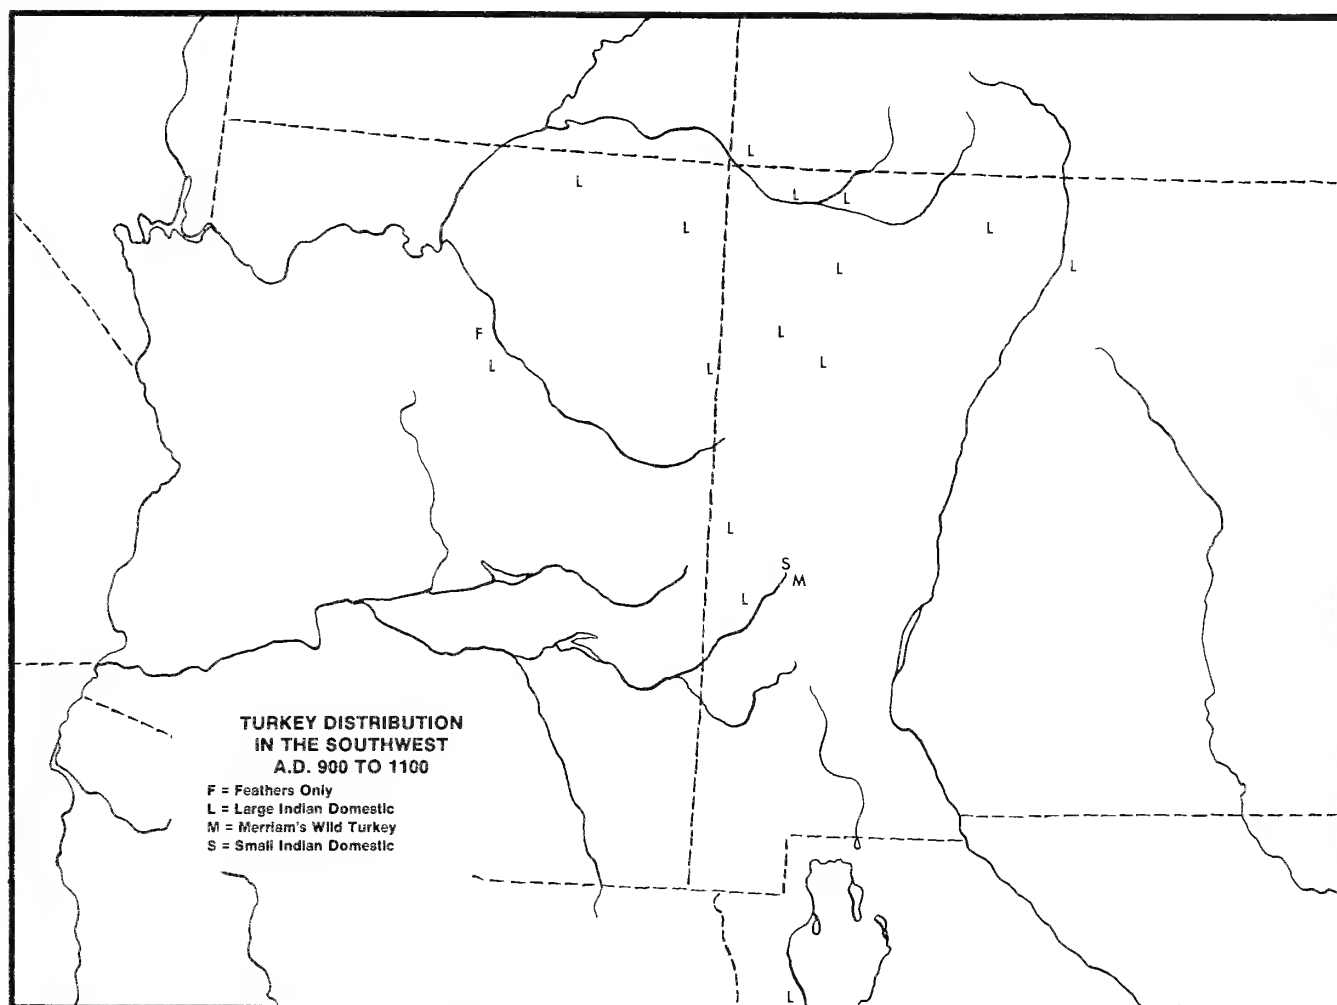 L
L
L
L
L
L
L
L
F
L
L
L
L
L
S
M
L
TURKEY DISTRIBUTION
IN THE SOUTHWEST
A.D. 900 TO 1100
F = Feathers Only
L = Large Indian Domestic
M = Merriam's Wild Turkey
S = Small Indian Domestic
L